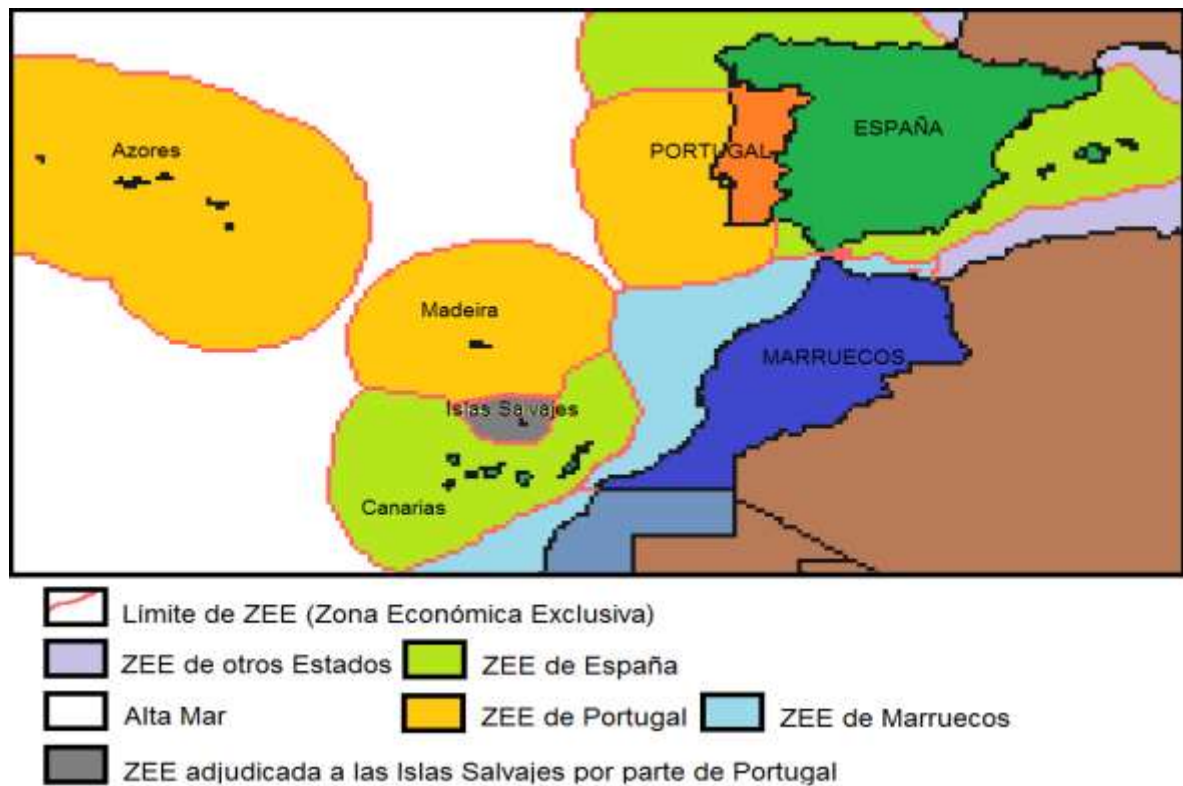 Azores
PORTUGAL
ESPAÑA
Madeira
MARRUECOS
Islas Salvajes
Canarias
Límite de ZEE (Zona Económica Exclusiva)
ZEE de otros Estados
ZEE de España
Alta Mar
ZEE de Portugal
ZEE de Marruecos
ZEE adjudicada a las Islas Salvajes por parte de Portugal